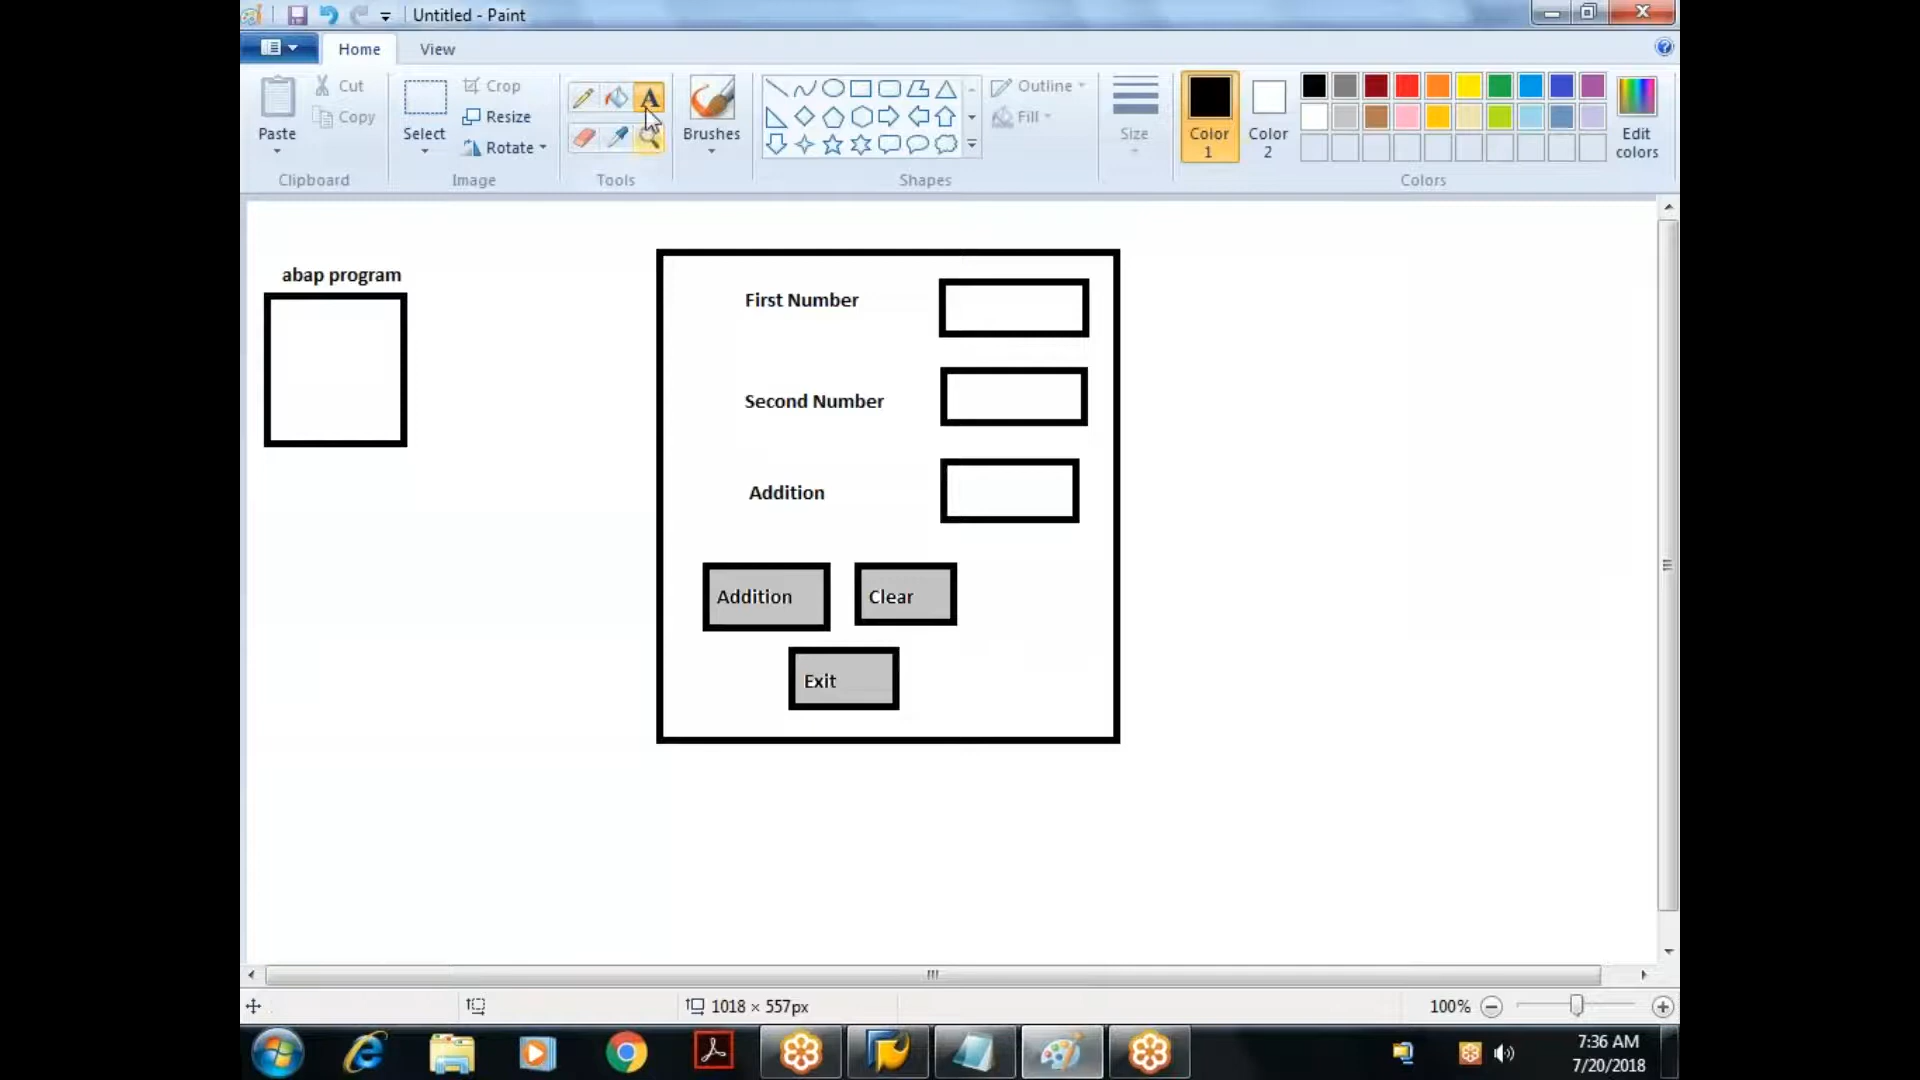 Untitled - Paint
Home View
Paste
Cut
Copy
Clipboard
Select
Crop
Resize
Rotate
Image
A
Tools
Brushes
Shapes
Outline
Fill
Size
Color 1
Color 2
Edit colors
Colors
abap program
First Number
Second Number
Addition
Addition Clear
Exit
1018 × 557px
100%
7:36 AM
7/20/2018